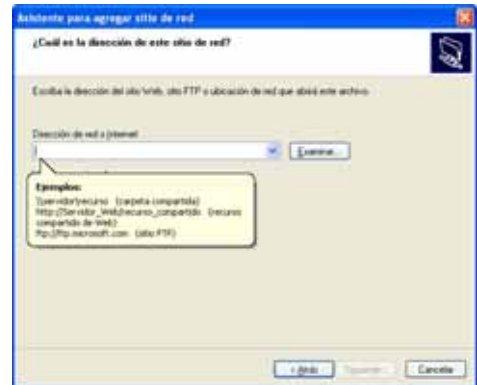 Asistente para agregar sitio de red
¿Cuál es la dirección de este sitio de red?
Escriba la dirección del sitio Web, sitio FTP o ubicación de red que abrirá este archivo.
Dirección de red o Internet:
Examinar...
Ejemplos:
\\servidor\recurso (carpeta compartida)
http://Servidor_Web/recurso_compartido (recurso
compartido de Web)
ftp://ftp.microsoft.com (sitio FTP)
< Atrás
Siguiente >
Cancelar